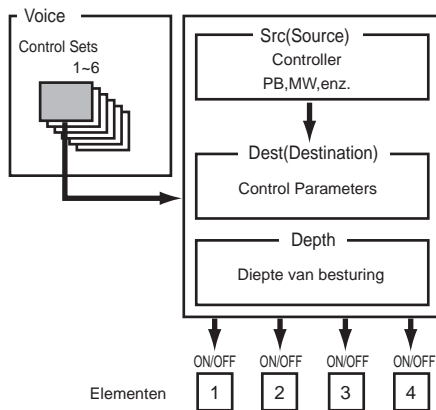 Voice
Control Sets
1~6
Src(Source)
Controller
PB,MW,enz.
Dest(Destination)
Control Parameters
Depth
Diepte van besturing
ON/OFF ON/OFF ON/OFF ON/OFF
Elementen 1 2 3 4